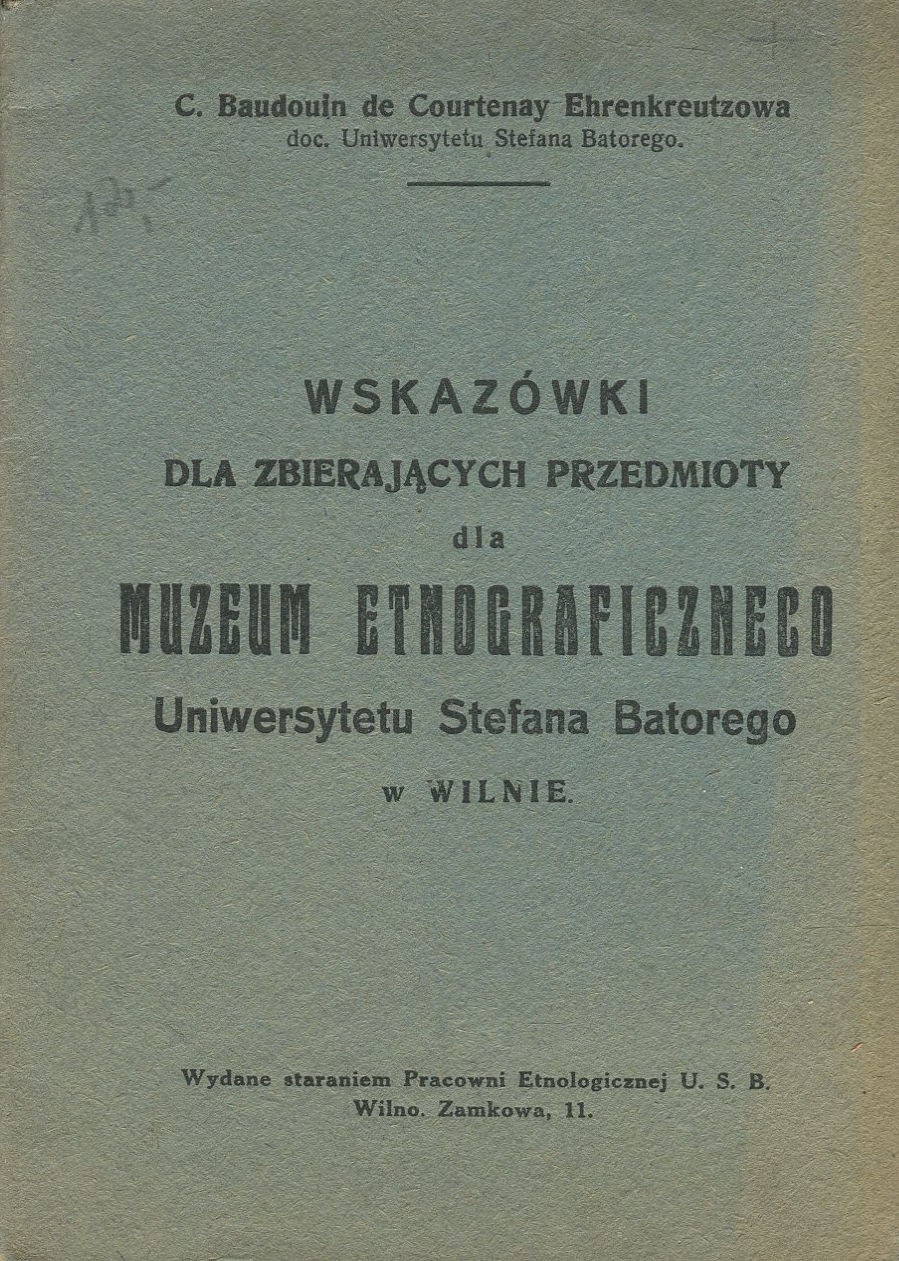 C. Baudouin de Courtenay Ehrenkreutzowa
doc. Uniwersytetu Stefana Batorego.
120,-
WSKAZÓWKI
DLA ZBIERAJĄCYCH PRZEDMIOTY
dla
MUZEUM ETNOGRAFICZNEGO
Uniwersytetu Stefana Batorego
w WILNIE.
Wydane staraniem Pracowni Etnologicznej U. S. B.
Wilno. Zamkowa, 11.